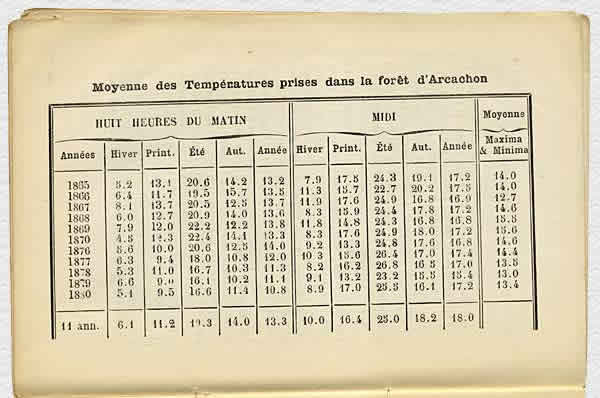 Moyenne des Températures prises dans la forêt d'Arcachon
HUIT HEURES DU MATIN MIDI Moyenne
Années Hiver Print. Été Aut. Année Hiver Print. Été Aut. Année Maxima & Minima
1865 5.2 13.1 20.6 14.2 13.2 7.9 17.5 24.3 19.1 17.2 14.0
1866 6.4 11.7 19.5 15.7 13.5 11.3 15.7 22.7 20.2 17.5 14.0
1867 8.1 13.7 20.5 12.5 13.7 11.9 17.6 24.9 16.8 16.9 12.7
1868 6.0 12.7 20.9 14.0 13.6 8.3 15.9 24.4 17.8 17.2 14.6
1869 7.9 12.0 22.2 12.2 13.8 11.8 14.8 24.3 16.8 16.8 15.5
1870 4.5 12.3 22.4 14.1 13.3 8.3 17.6 24.9 18.0 17.2 15.6
1876 5.6 10.0 20.6 12.5 14.0 9.2 13.3 24.8 17.6 16.8 14.6
1877 6.3 9.4 18.0 10.8 12.0 10 3 15.6 26.4 17.0 17.4 14.4
1878 5.3 11.0 16.7 10.3 11.3 8.2 16.2 26.8 16.5 17.0 13.5
1879 6.6 9.0 16.1 10.2 11.1 9.1 13.2 23.2 15.5 15.4 13.0
1880 5.1 9.5 16.6 11.4 10.8 8.9 17.0 25.5 16.1 17.2 13.4
11 ann. 6.1 11.2 19.3 14.0 13.3 10.0 16.4 25.0 18.2 18.0